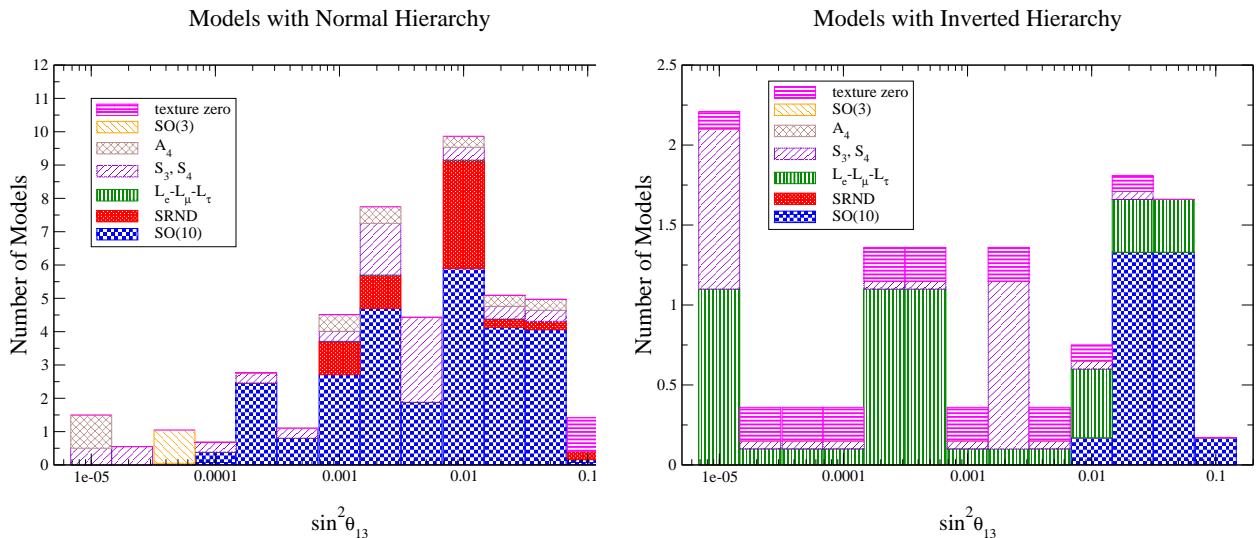 Models with Normal Hierarchy
Number of Models
12
11
10
9
8
7
6
5
4
3
2
1
0
texture zero
SO(3)
A₄
S₃, S₄
Lₑ-L_μ-L_τ
SRND
SO(10)
1e-05 0.0001 0.001 0.01 0.1
sin²θ₁₃
Models with Inverted Hierarchy
Number of Models
2.5
2
1.5
1
0.5
0
texture zero
SO(3)
A₄
S₃, S₄
Lₑ-L_μ-L_τ
SRND
SO(10)
1e-05 0.0001 0.001 0.01 0.1
sin²θ₁₃